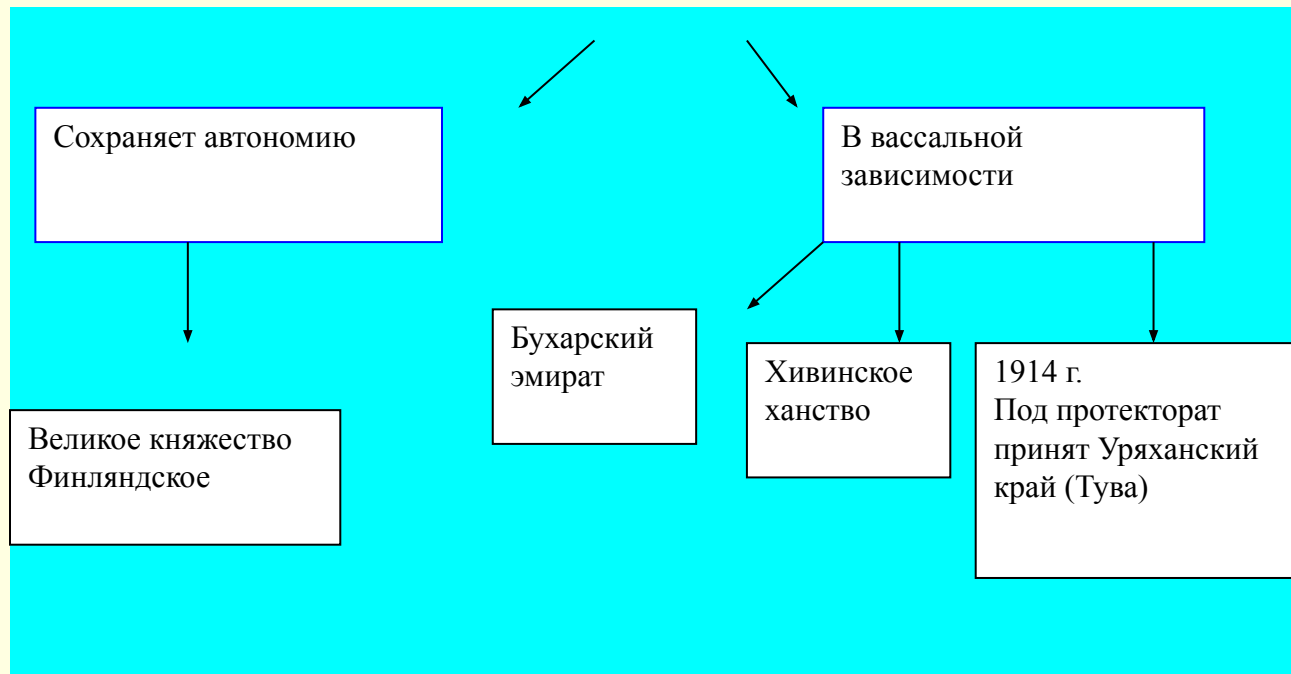 Сохраняет автономию
В вассальной
зависимости
Бухарский
эмират
Хивинское
ханство
1914 г.
Под протекторат
принят Уряханский
край (Тува)
Великое княжество
Финляндское